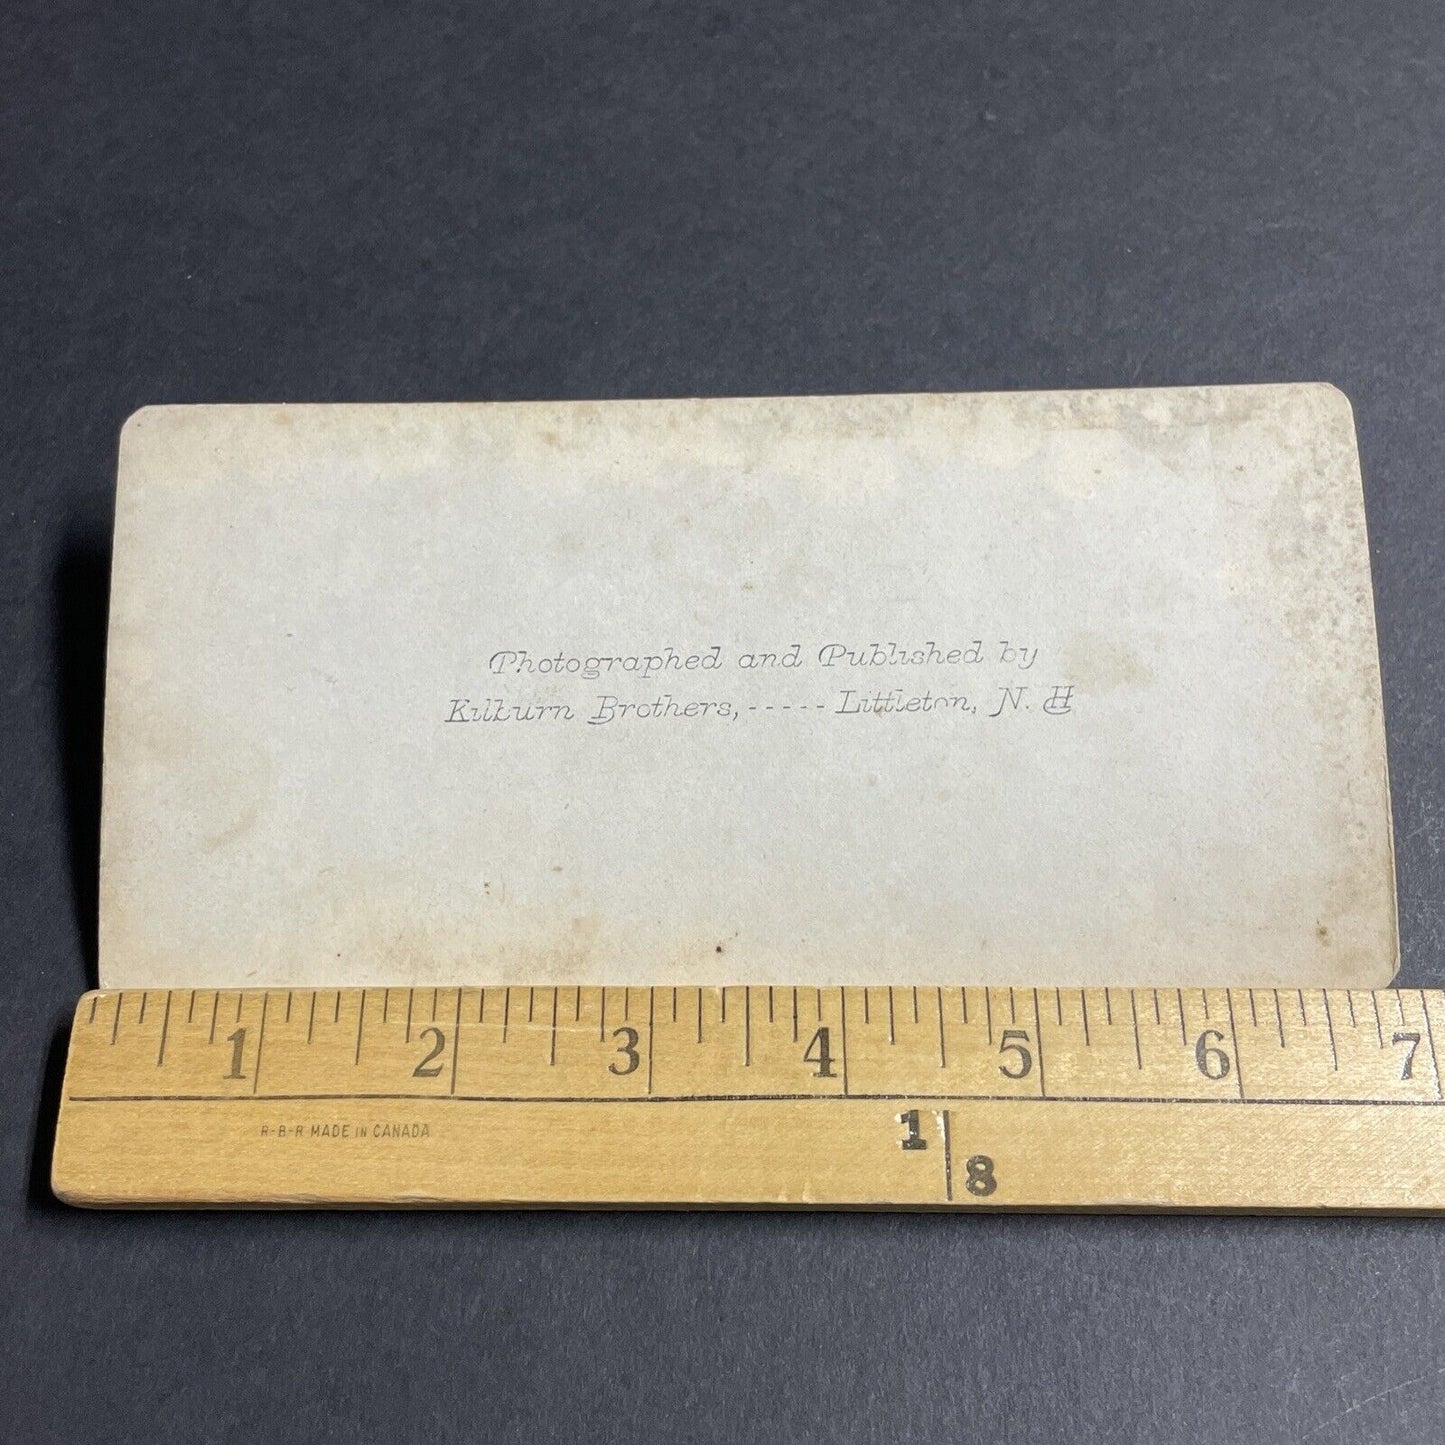 Photographed and Published by
Kilburn Brothers, - - - - - Littleton, N. H
1 2 3 4 5 6 7
R-B-R MADE IN CANADA
1
8